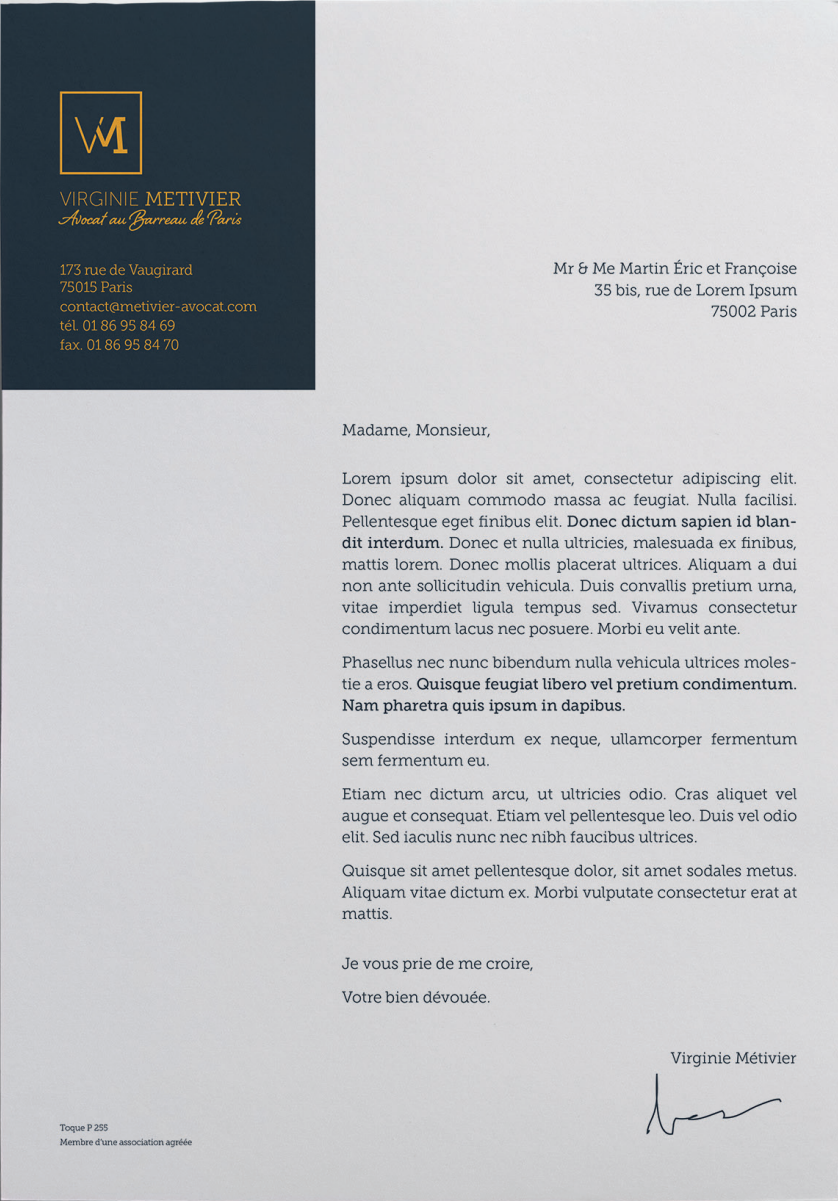 VM
VIRGINIE METIVIER
Avocat au Barreau de Paris
173 rue de Vaugirard
75015 Paris
contact@metivier-avocat.com
tél. 01 86 95 84 69
fax. 01 86 95 84 70
Mr & Me Martin Éric et Françoise
35 bis, rue de Lorem Ipsum
75002 Paris
Madame, Monsieur,
Lorem ipsum dolor sit amet, consectetur adipiscing elit.
Donec aliquam commodo massa ac feugiat. Nulla facilisi.
Pellentesque eget finibus elit. Donec dictum sapien id blan-
dit interdum. Donec et nulla ultricies, malesuada ex finibus,
mattis lorem. Donec mollis placerat ultrices. Aliquam a dui
non ante sollicitudin vehicula. Duis convallis pretium urna,
vitae imperdiet ligula tempus sed. Vivamus consectetur
condimentum lacus nec posuere. Morbi eu velit ante.
Phasellus nec nunc bibendum nulla vehicula ultrices moles-
tie a eros. Quisque feugiat libero vel pretium condimentum.
Nam pharetra quis ipsum in dapibus.
Suspendisse interdum ex neque, ullamcorper fermentum
sem fermentum eu.
Etiam nec dictum arcu, ut ultricies odio. Cras aliquet vel
augue et consequat. Etiam vel pellentesque leo. Duis vel odio
elit. Sed iaculis nunc nec nibh faucibus ultrices.
Quisque sit amet pellentesque dolor, sit amet sodales metus.
Aliquam vitae dictum ex. Morbi vulputate consectetur erat at
mattis.
Je vous prie de me croire,
Votre bien dévouée.
Virginie Métivier
Toque P 255
Membre d'une association agréée